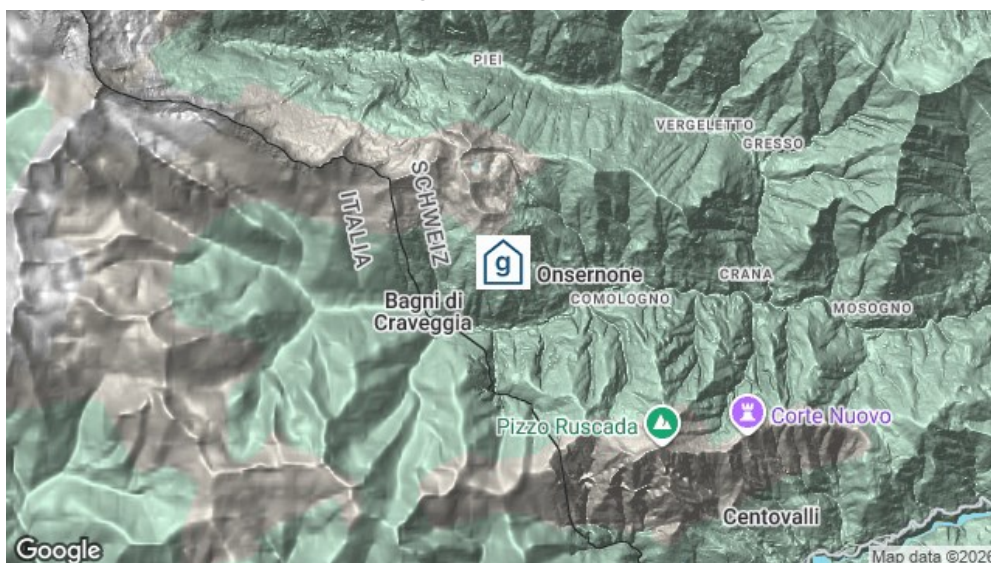 PIEI
VERGELETTO
GRESSO
SCHWEIZ
ITALIA
g
Onsernone
CRANA
Bagni di
Craveggia
COMOLOGNO
MOSOGNO
Pizzo Ruscada
Corte Nuovo
Centovalli
Google
Map data ©2026